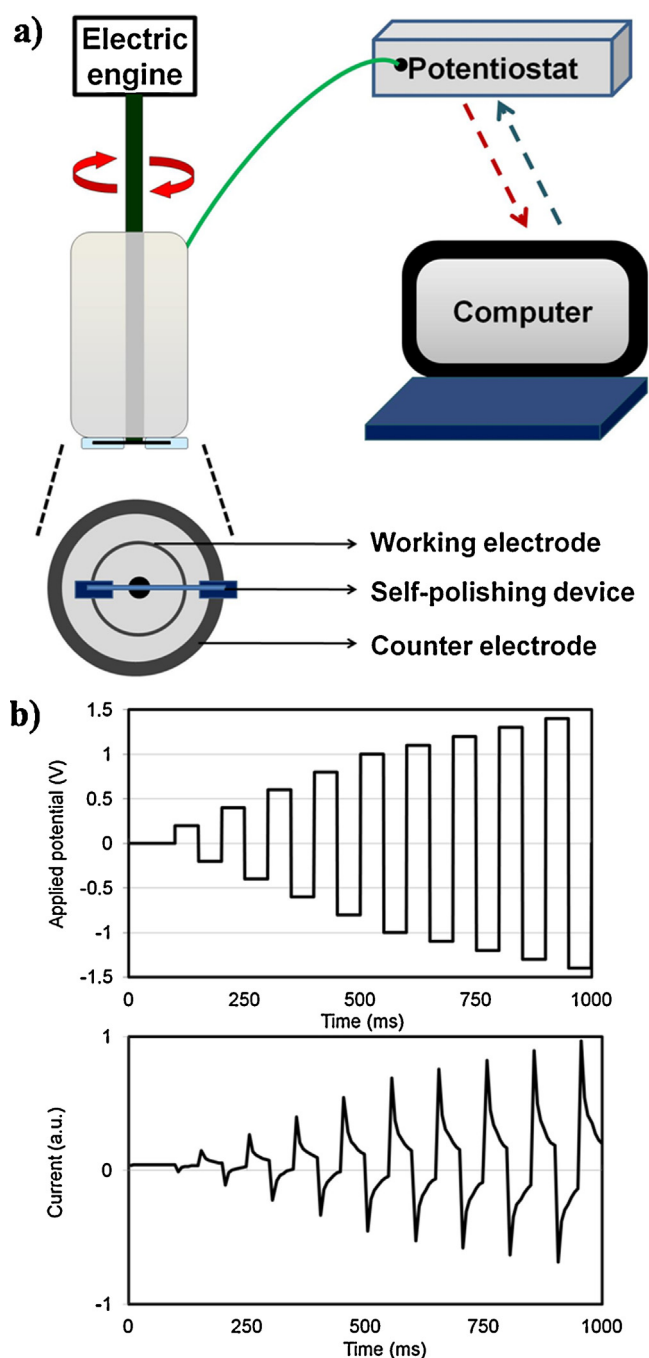 a)
Electric
engine
Potentiostat
Computer
Working electrode
Self-polishing device
Counter electrode
b)
Applied potential (V)
1.5
1
0.5
0
-0.5
-1
-1.5
0
250
500
750
1000
Time (ms)
Current (a.u.)
1
0
-1
0
250
500
750
1000
Time (ms)